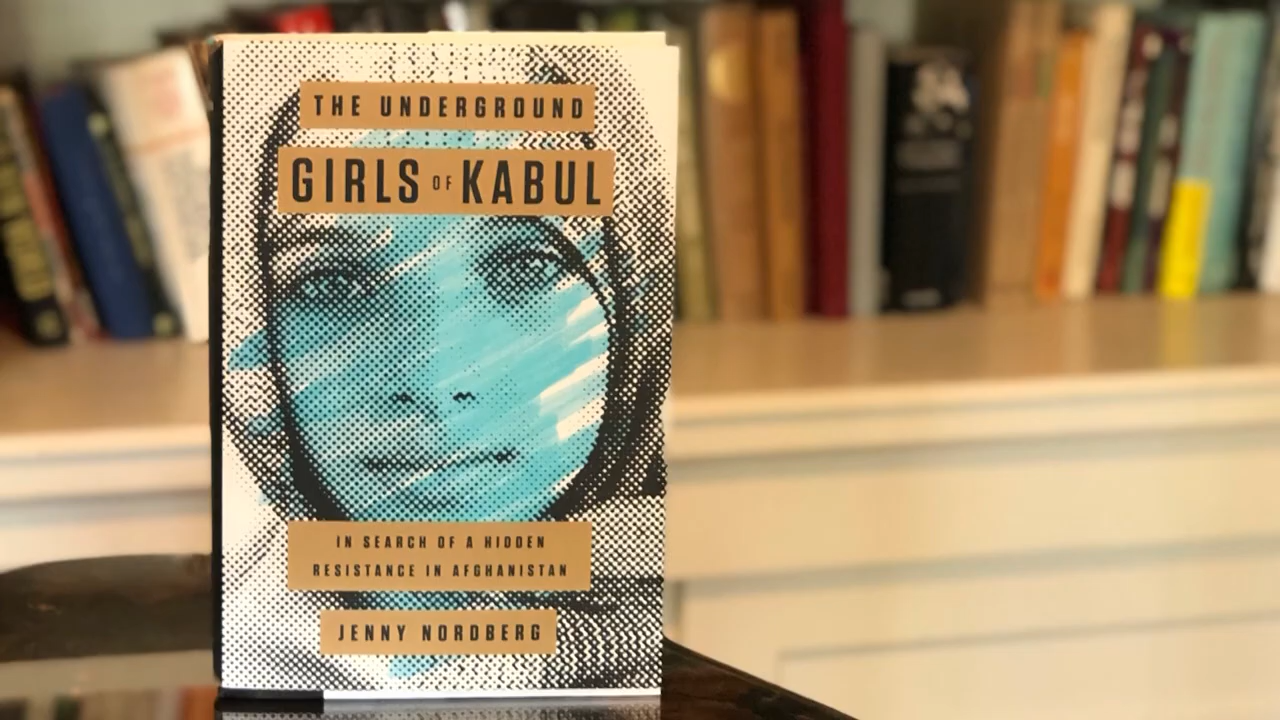 THE UNDERGROUND
GIRLS OF KABUL
IN SEARCH OF A HIDDEN
RESISTANCE IN AFGHANISTAN
JENNY NORDBERG